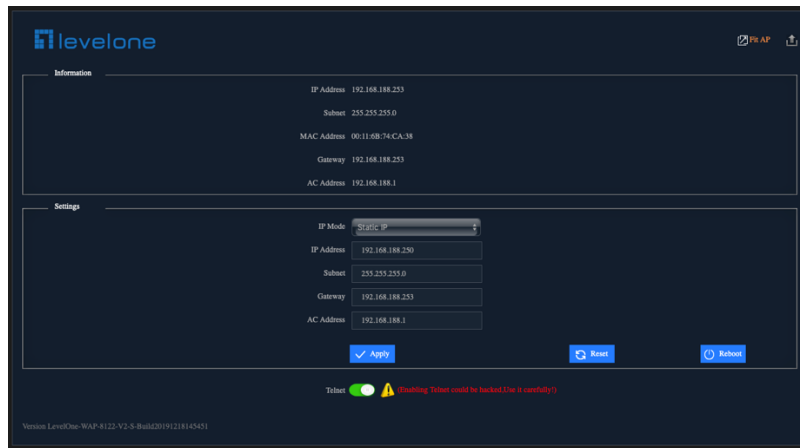 levelone
Fit AP
Information
IP Address 192.168.188.253
Subnet 255.255.255.0
MAC Address 00:11:6B:74:CA:38
Gateway 192.168.188.253
AC Address 192.168.188.1
Settings
IP Mode Static IP
IP Address 192.168.188.250
Subnet 255.255.255.0
Gateway 192.168.188.253
AC Address 192.168.188.1
Apply Reset Reboot
Telnet (Enabling Telnet could be hacked,Use it carefully!)
Version LevelOne-WAP-8122-V2-S-Build20191218145451